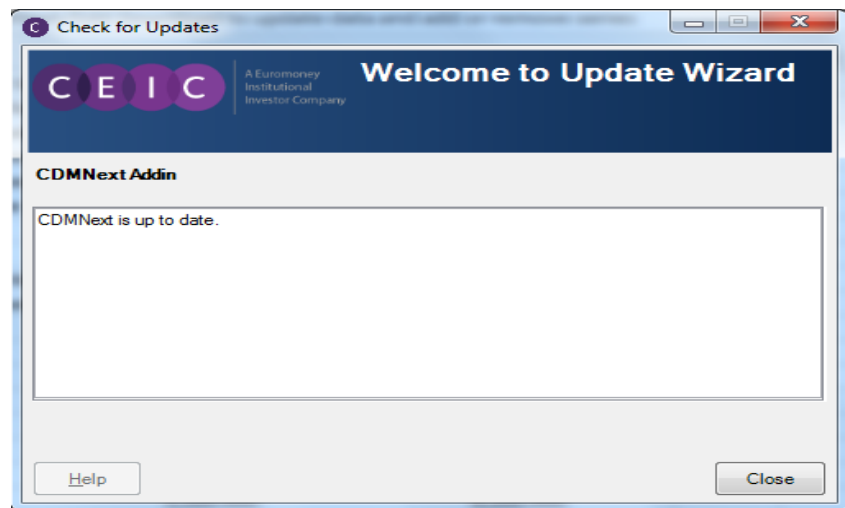 Check for Updates
CEIC
A Euromoney
Institutional
Investor Company
Welcome to Update Wizard
CDMNext Addin
CDMNext is up to date.
Help
Close